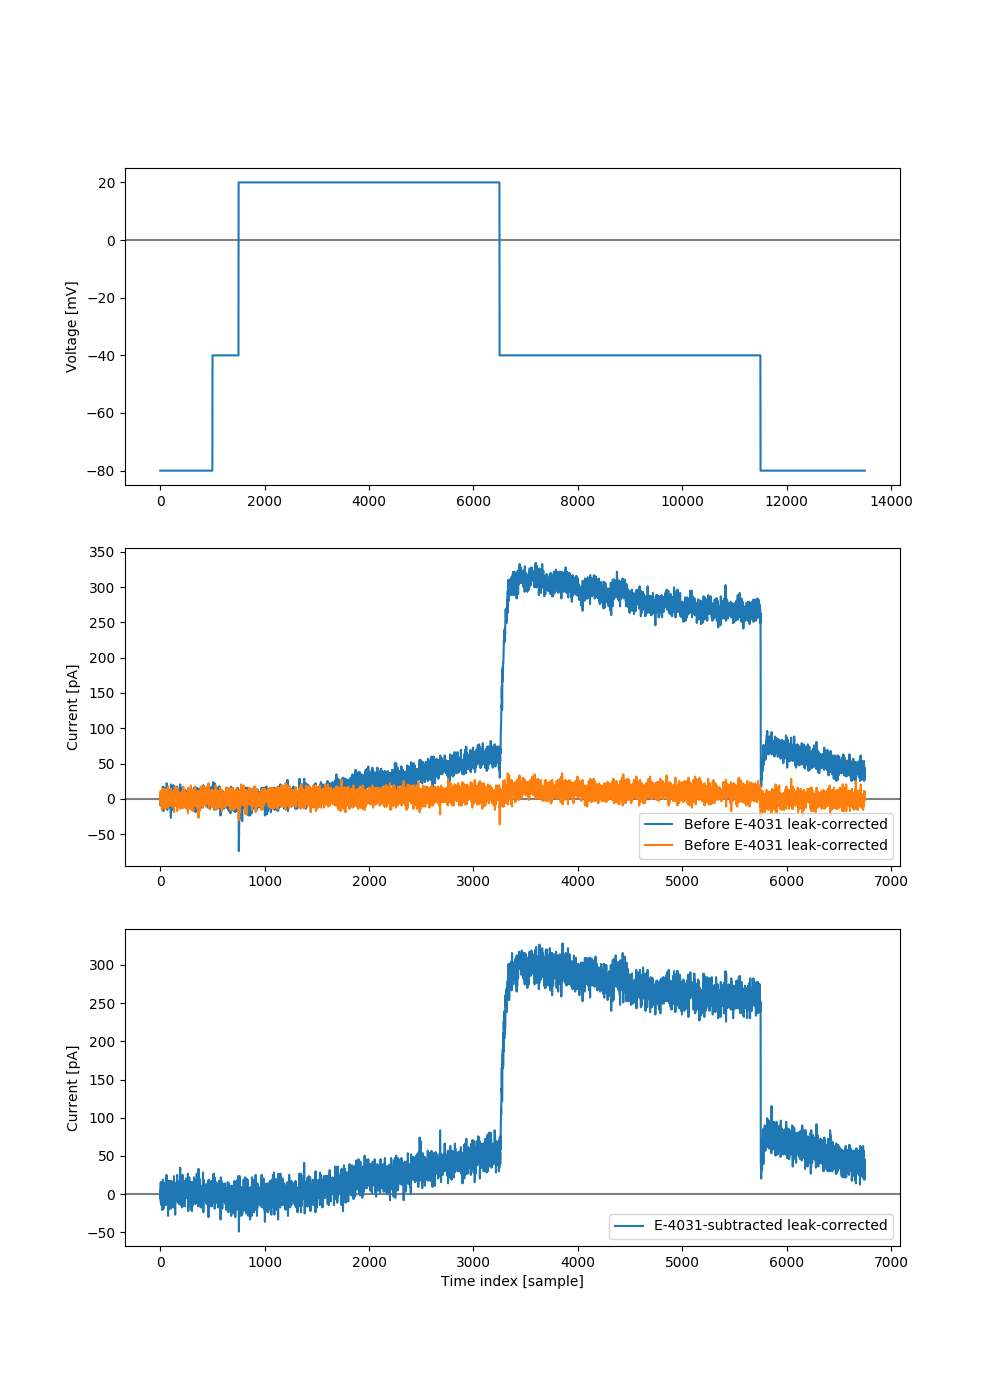 20
0
−20
−40
−60
−80
Voltage [mV]
0 2000 4000 6000 8000 10000 12000 14000
350
300
250
200
150
100
50
0
−50
Current [pA]
Before E-4031 leak-corrected
Before E-4031 leak-corrected
0 1000 2000 3000 4000 5000 6000 7000
300
250
200
150
100
50
0
−50
Current [pA]
E-4031-subtracted leak-corrected
0 1000 2000 3000 4000 5000 6000 7000
Time index [sample]